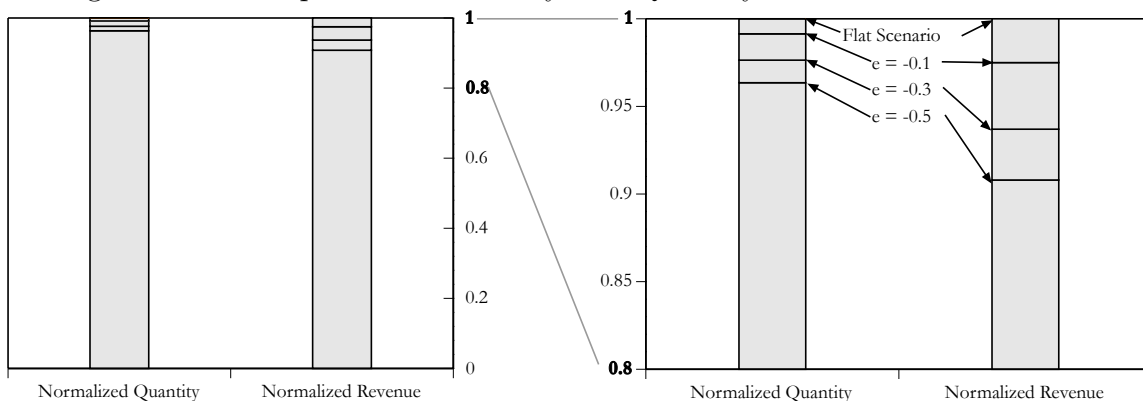 1
0.8
0.6
0.4
0.2
0
Normalized Quantity
Normalized Revenue
1
0.95
0.9
0.85
0.8
Flat Scenario
e = -0.1
e = -0.3
e = -0.5
Normalized Quantity
Normalized Revenue